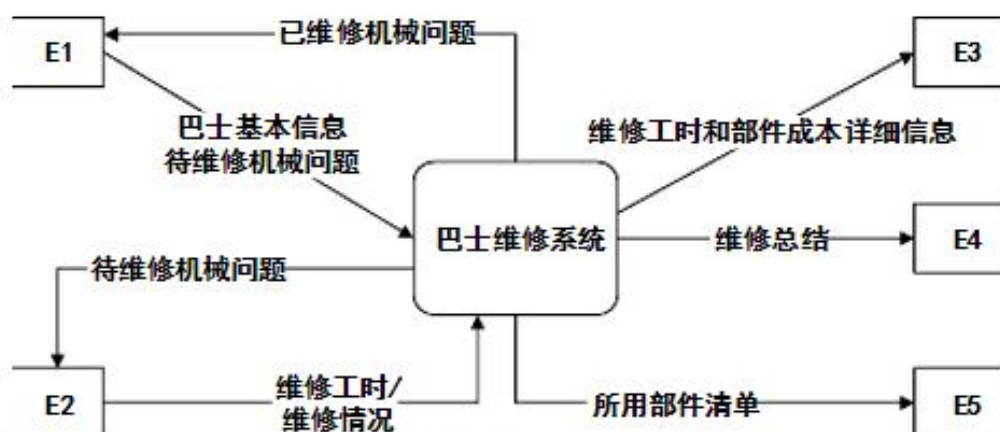 已维修机械问题
E1
E3
巴士基本信息
待维修机械问题
维修工时和部件成本详细信息
巴士维修系统
维修总结
E4
待维修机械问题
E2
维修工时/
维修情况
所用部件清单
E5